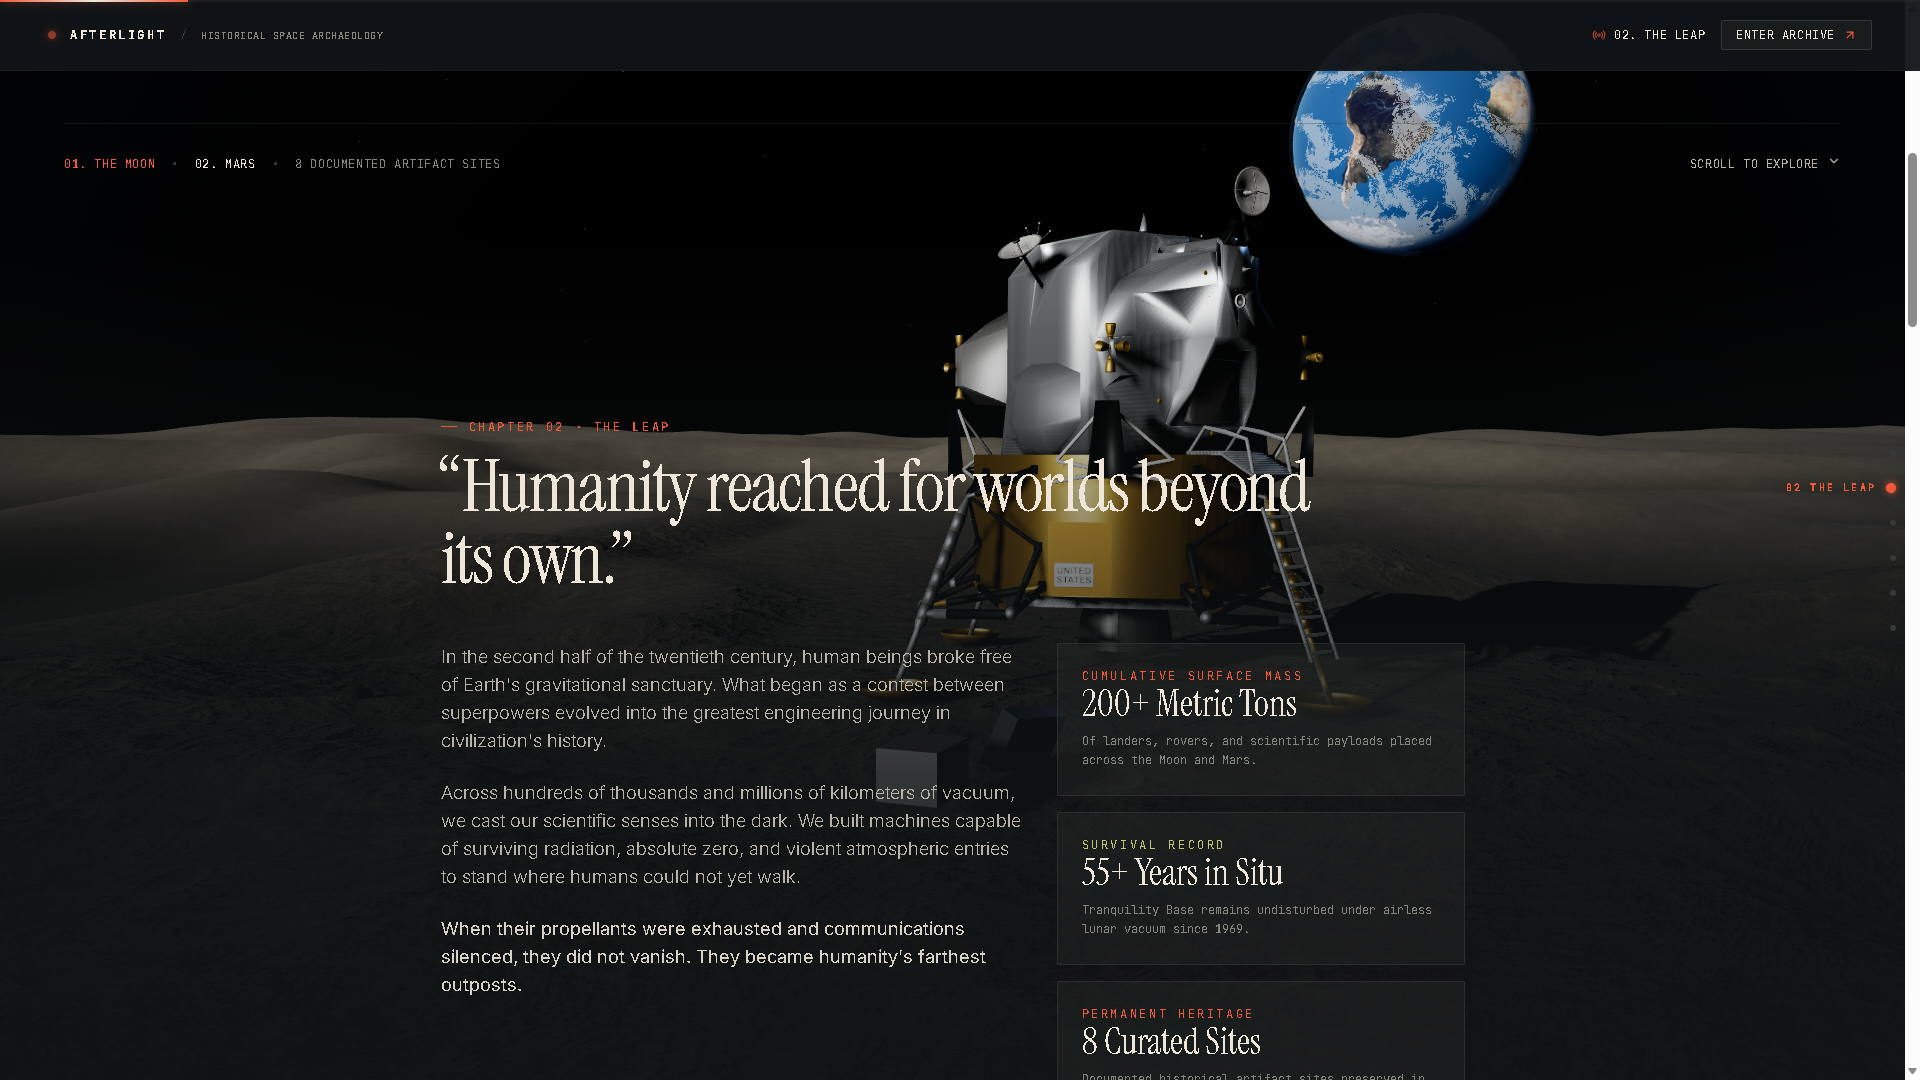 AFTERLIGHT / HISTORICAL SPACE ARCHAEOLOGY
02. THE LEAP
ENTER ARCHIVE
01. THE MOON • 02. MARS • 8 DOCUMENTED ARTIFACT SITES
SCROLL TO EXPLORE
CHAPTER 02 · THE LEAP
“Humanity reached for worlds beyond
its own.”
02 THE LEAP
UNITED
STATES
In the second half of the twentieth century, human beings broke free
of Earth's gravitational sanctuary. What began as a contest between
superpowers evolved into the greatest engineering journey in
civilization's history.
Across hundreds of thousands and millions of kilometers of vacuum,
we cast our scientific senses into the dark. We built machines capable
of surviving radiation, absolute zero, and violent atmospheric entries
to stand where humans could not yet walk.
When their propellants were exhausted and communications
silenced, they did not vanish. They became humanity's farthest
outposts.
CUMULATIVE SURFACE MASS
200+ Metric Tons
Of landers, rovers, and scientific payloads placed
across the Moon and Mars.
SURVIVAL RECORD
55+ Years in Situ
Tranquility Base remains undisturbed under airless
lunar vacuum since 1969.
PERMANENT HERITAGE
8 Curated Sites
Documented historical artifact sites preserved in